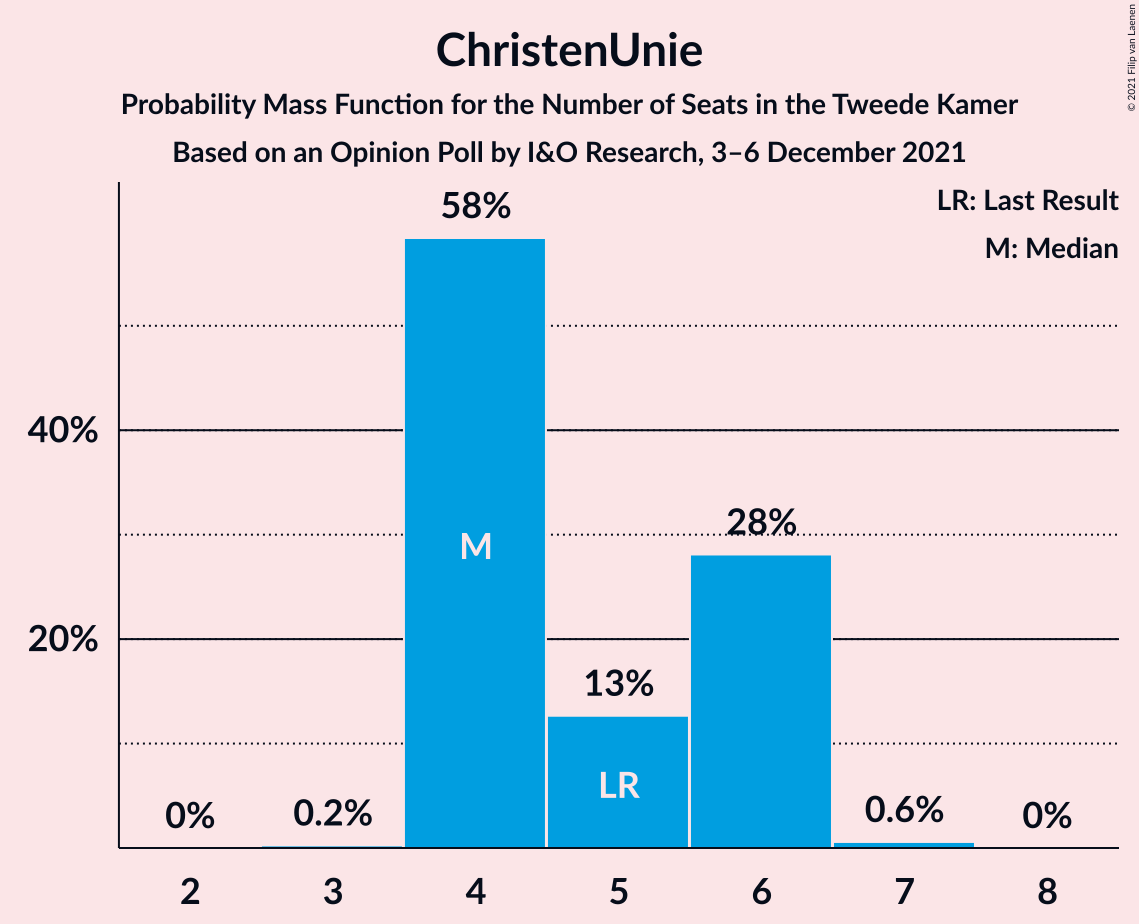 ChristenUnie
Probability Mass Function for the Number of Seats in the Tweede Kamer
Based on an Opinion Poll by I&O Research, 3–6 December 2021
© 2021 Filip van Laenen
LR: Last Result
M: Median
58%
40%
M
28%
20%
13%
LR
0%
0.2%
0.6%
0%
2 3 4 5 6 7 8